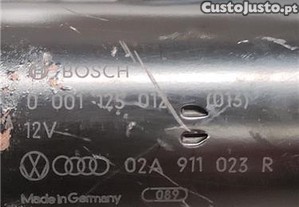 CustoJusto.pt
BOSCH
0 001 125 012 (013)
12V
02A 911 023 R
Made in Germany 089